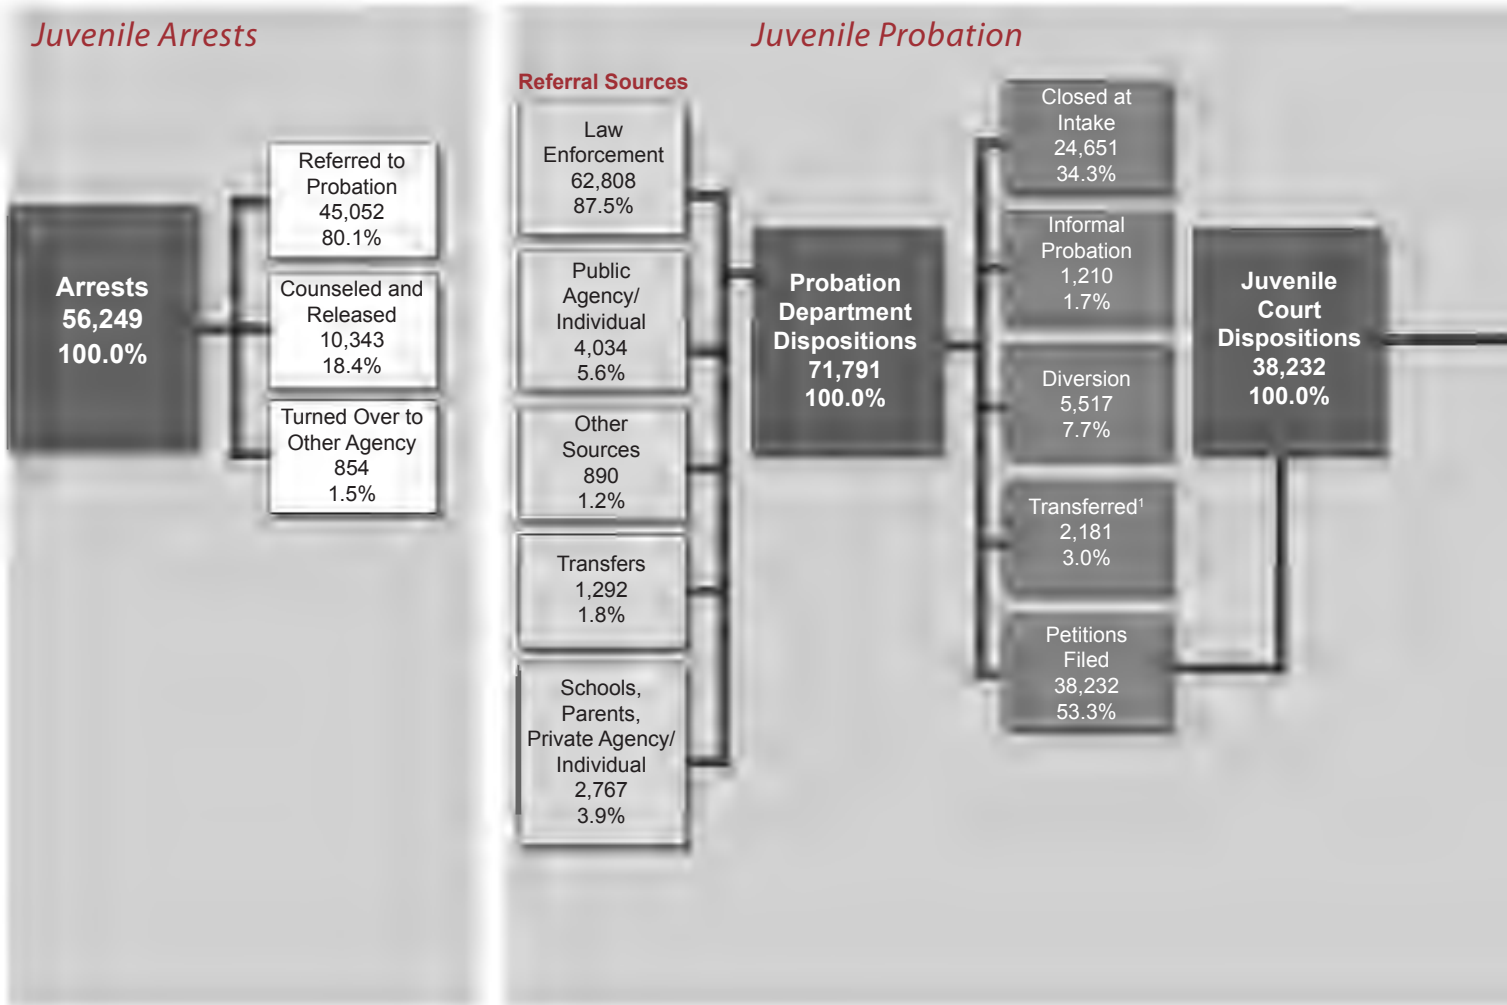 Juvenile Arrests
Arrests
56,249
100.0%
Referred to
Probation
45,052
80.1%
Counseled and
Released
10,343
18.4%
Turned Over to
Other Agency
854
1.5%
Juvenile Probation
Referral Sources
Law
Enforcement
62,808
87.5%
Public
Agency/
Individual
4,034
5.6%
Other
Sources
890
1.2%
Transfers
1,292
1.8%
Schools,
Parents,
Private Agency/
Individual
2,767
3.9%
Probation
Department
Dispositions
71,791
100.0%
Closed at
Intake
24,651
34.3%
Informal
Probation
1,210
1.7%
Diversion
5,517
7.7%
Transferred¹
2,181
3.0%
Petitions
Filed
38,232
53.3%
Juvenile
Court
Dispositions
38,232
100.0%